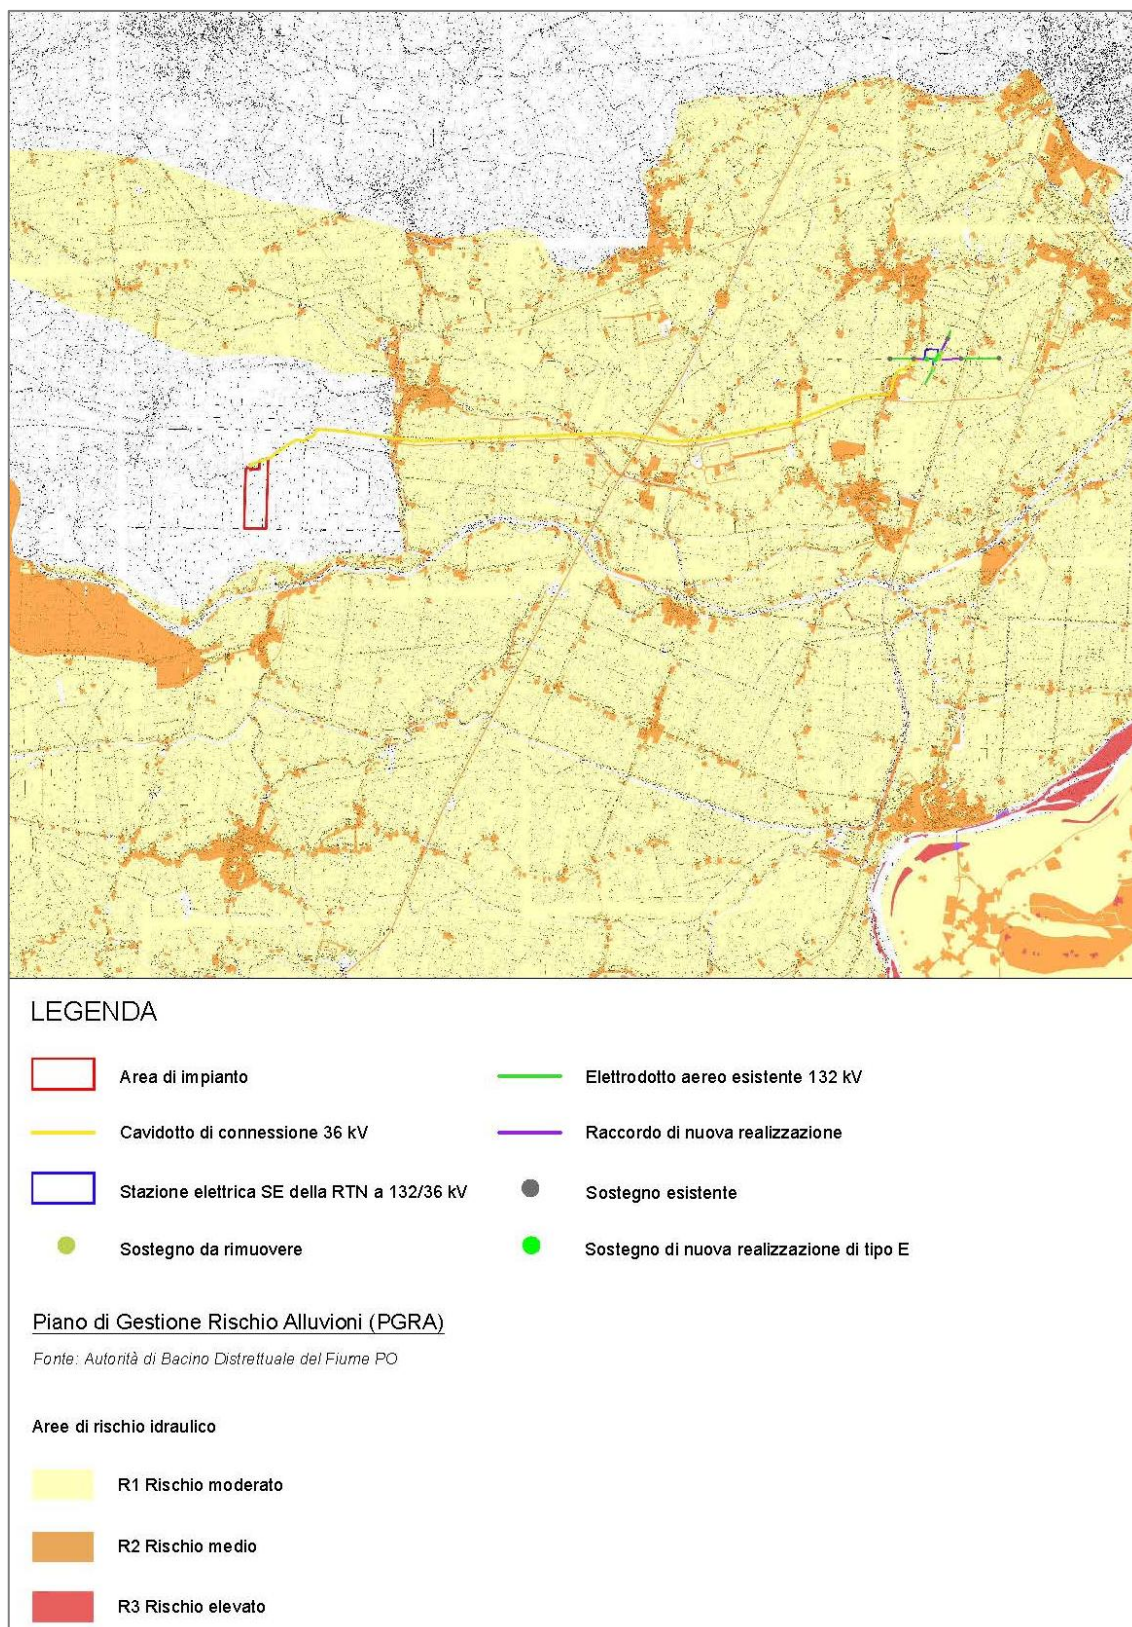 LEGENDA
Area di impianto
Elettrodotto aereo esistente 132 kV
Cavidotto di connessione 36 kV
Raccordo di nuova realizzazione
Stazione elettrica SE della RTN a 132/36 kV
Sostegno esistente
Sostegno da rimuovere
Sostegno di nuova realizzazione di tipo E
Piano di Gestione Rischio Alluvioni (PGRA)
Fonte: Autorità di Bacino Distrettuale del Fiume PO
Aree di rischio idraulico
R1 Rischio moderato
R2 Rischio medio
R3 Rischio elevato